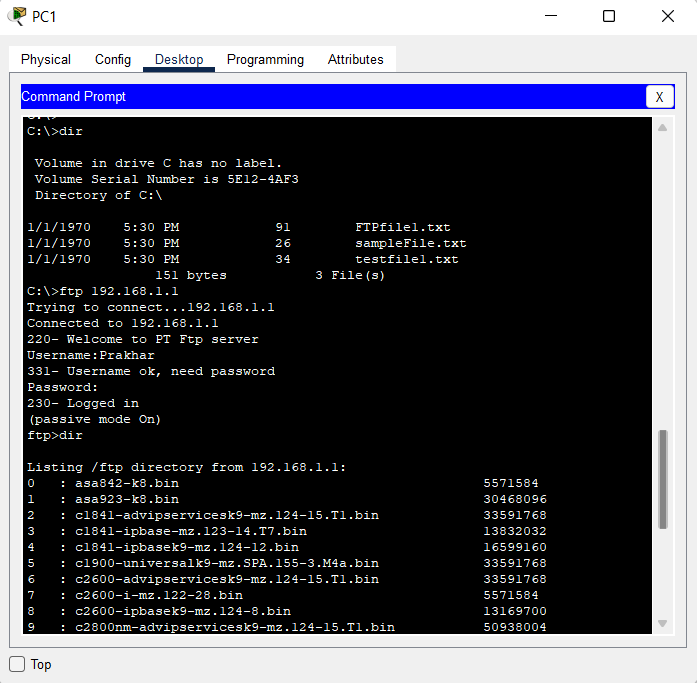 PC1
Physical Config Desktop Programming Attributes
Command Prompt X
C:\>dir
Volume in drive C has no label.
Volume Serial Number is 5E12-4AF3
Directory of C:\
1/1/1970 5:30 PM 91 FTPfile1.txt
1/1/1970 5:30 PM 26 sampleFile.txt
1/1/1970 5:30 PM 34 testfile1.txt
151 bytes 3 File(s)
C:\>ftp 192.168.1.1
Trying to connect...192.168.1.1
Connected to 192.168.1.1
220- Welcome to PT Ftp server
Username:Prakhar
331- Username ok, need password
Password:
230- Logged in
(passive mode On)
ftp>dir
Listing /ftp directory from 192.168.1.1:
0 : asa842-k8.bin 5571584
1 : asa923-k8.bin 30468096
2 : c1841-advipservicesk9-mz.124-15.T1.bin 33591768
3 : c1841-ipbase-mz.123-14.T7.bin 13832032
4 : c1841-ipbasek9-mz.124-12.bin 16599160
5 : c1900-universalk9-mz.SPA.155-3.M4a.bin 33591768
6 : c2600-advipservicesk9-mz.124-15.T1.bin 33591768
7 : c2600-i-mz.122-28.bin 5571584
8 : c2600-ipbasek9-mz.124-8.bin 13169700
9 : c2800nm-advipservicesk9-mz.124-15.T1.bin 50938004
Top